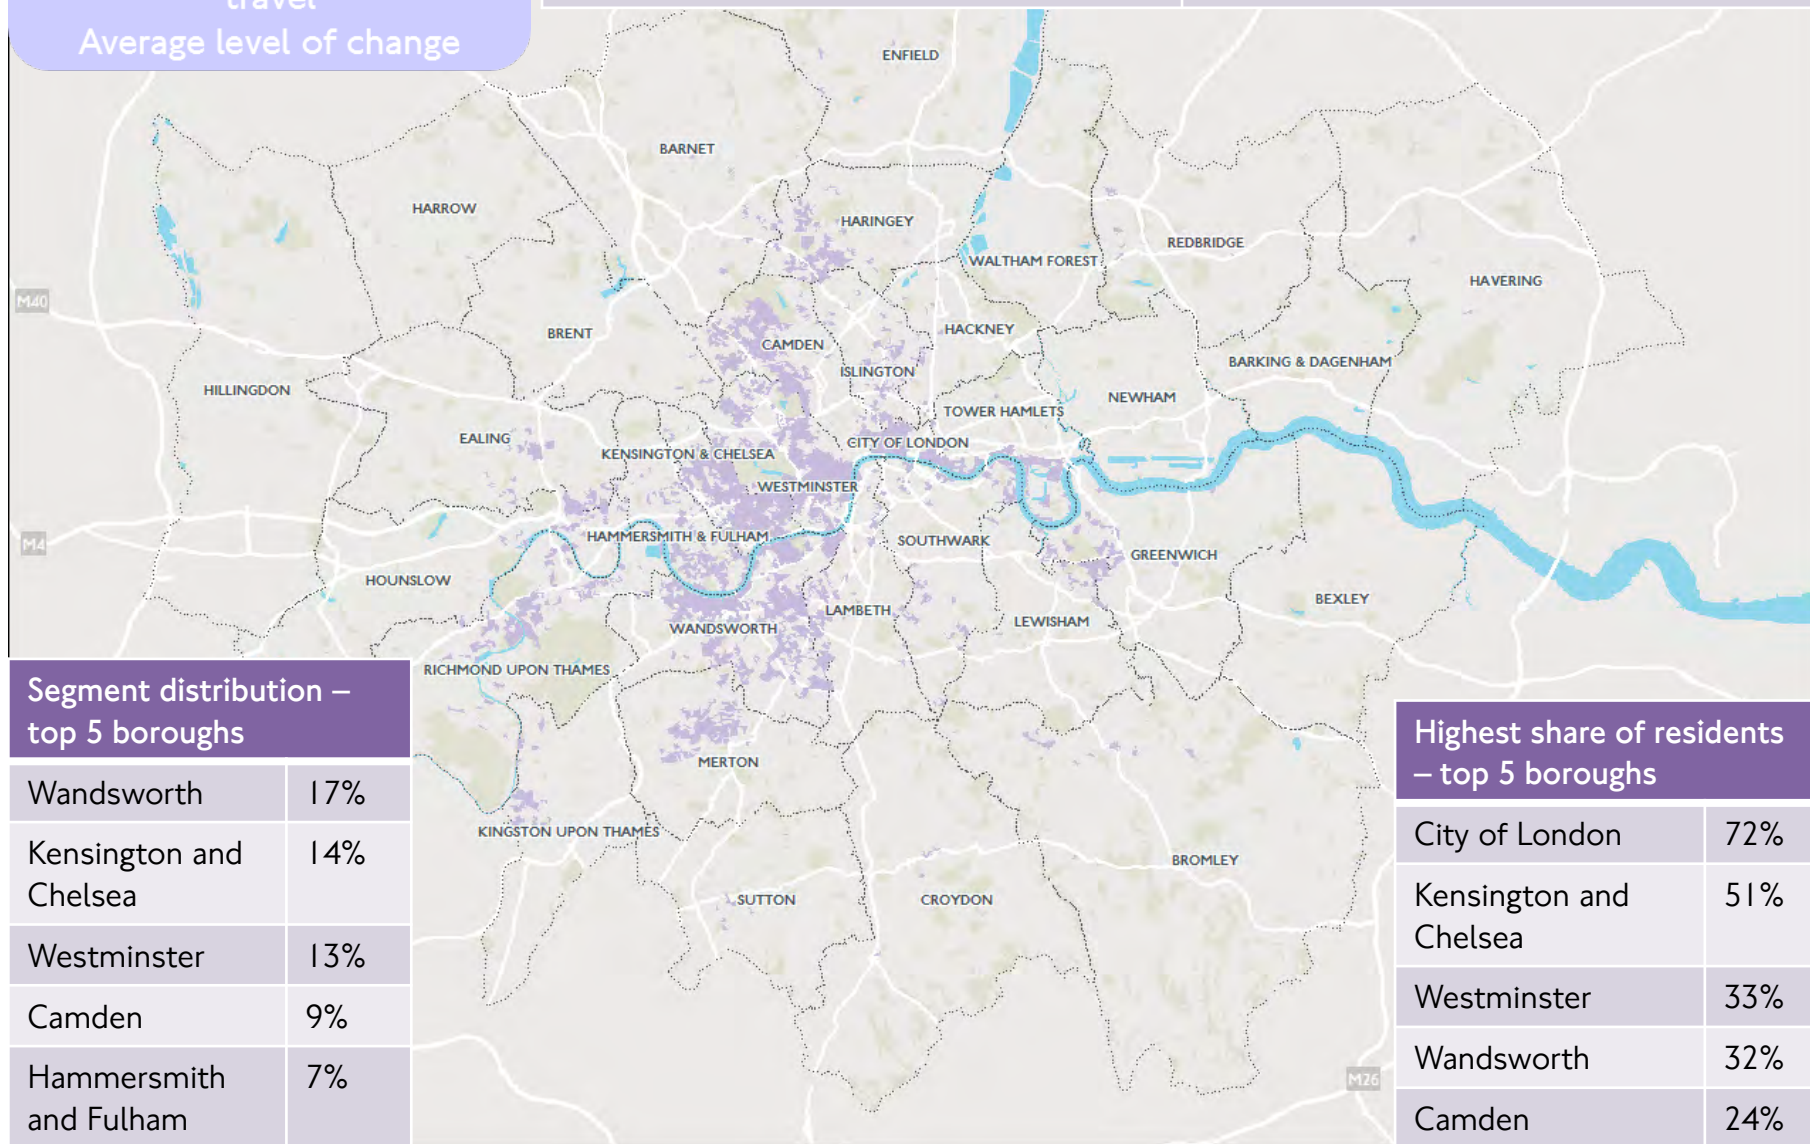 travel
Average level of change
ENFIELD
BARNET
HARROW
HARINGEY
REDBRIDGE
WALTHAM FOREST
HAVERING
M40
BRENT
HACKNEY
CAMDEN
BARKING & DAGENHAM
ISLINGTON
HILLINGDON
NEWHAM
TOWER HAMLETS
EALING
CITY OF LONDON
KENSINGTON & CHELSEA
WESTMINSTER
M4
HAMMERSMITH & FULHAM
SOUTHWARK
GREENWICH
HOUNSLOW
BEXLEY
LAMBETH
LEWISHAM
WANDSWORTH
RICHMOND UPON THAMES
MERTON
KINGSTON UPON THAMES
BROMLEY
SUTTON
CROYDON
M26
Segment distribution –
top 5 boroughs
Wandsworth 17%
Kensington and 14%
Chelsea
Westminster 13%
Camden 9%
Hammersmith 7%
and Fulham
Highest share of residents
– top 5 boroughs
City of London 72%
Kensington and 51%
Chelsea
Westminster 33%
Wandsworth 32%
Camden 24%